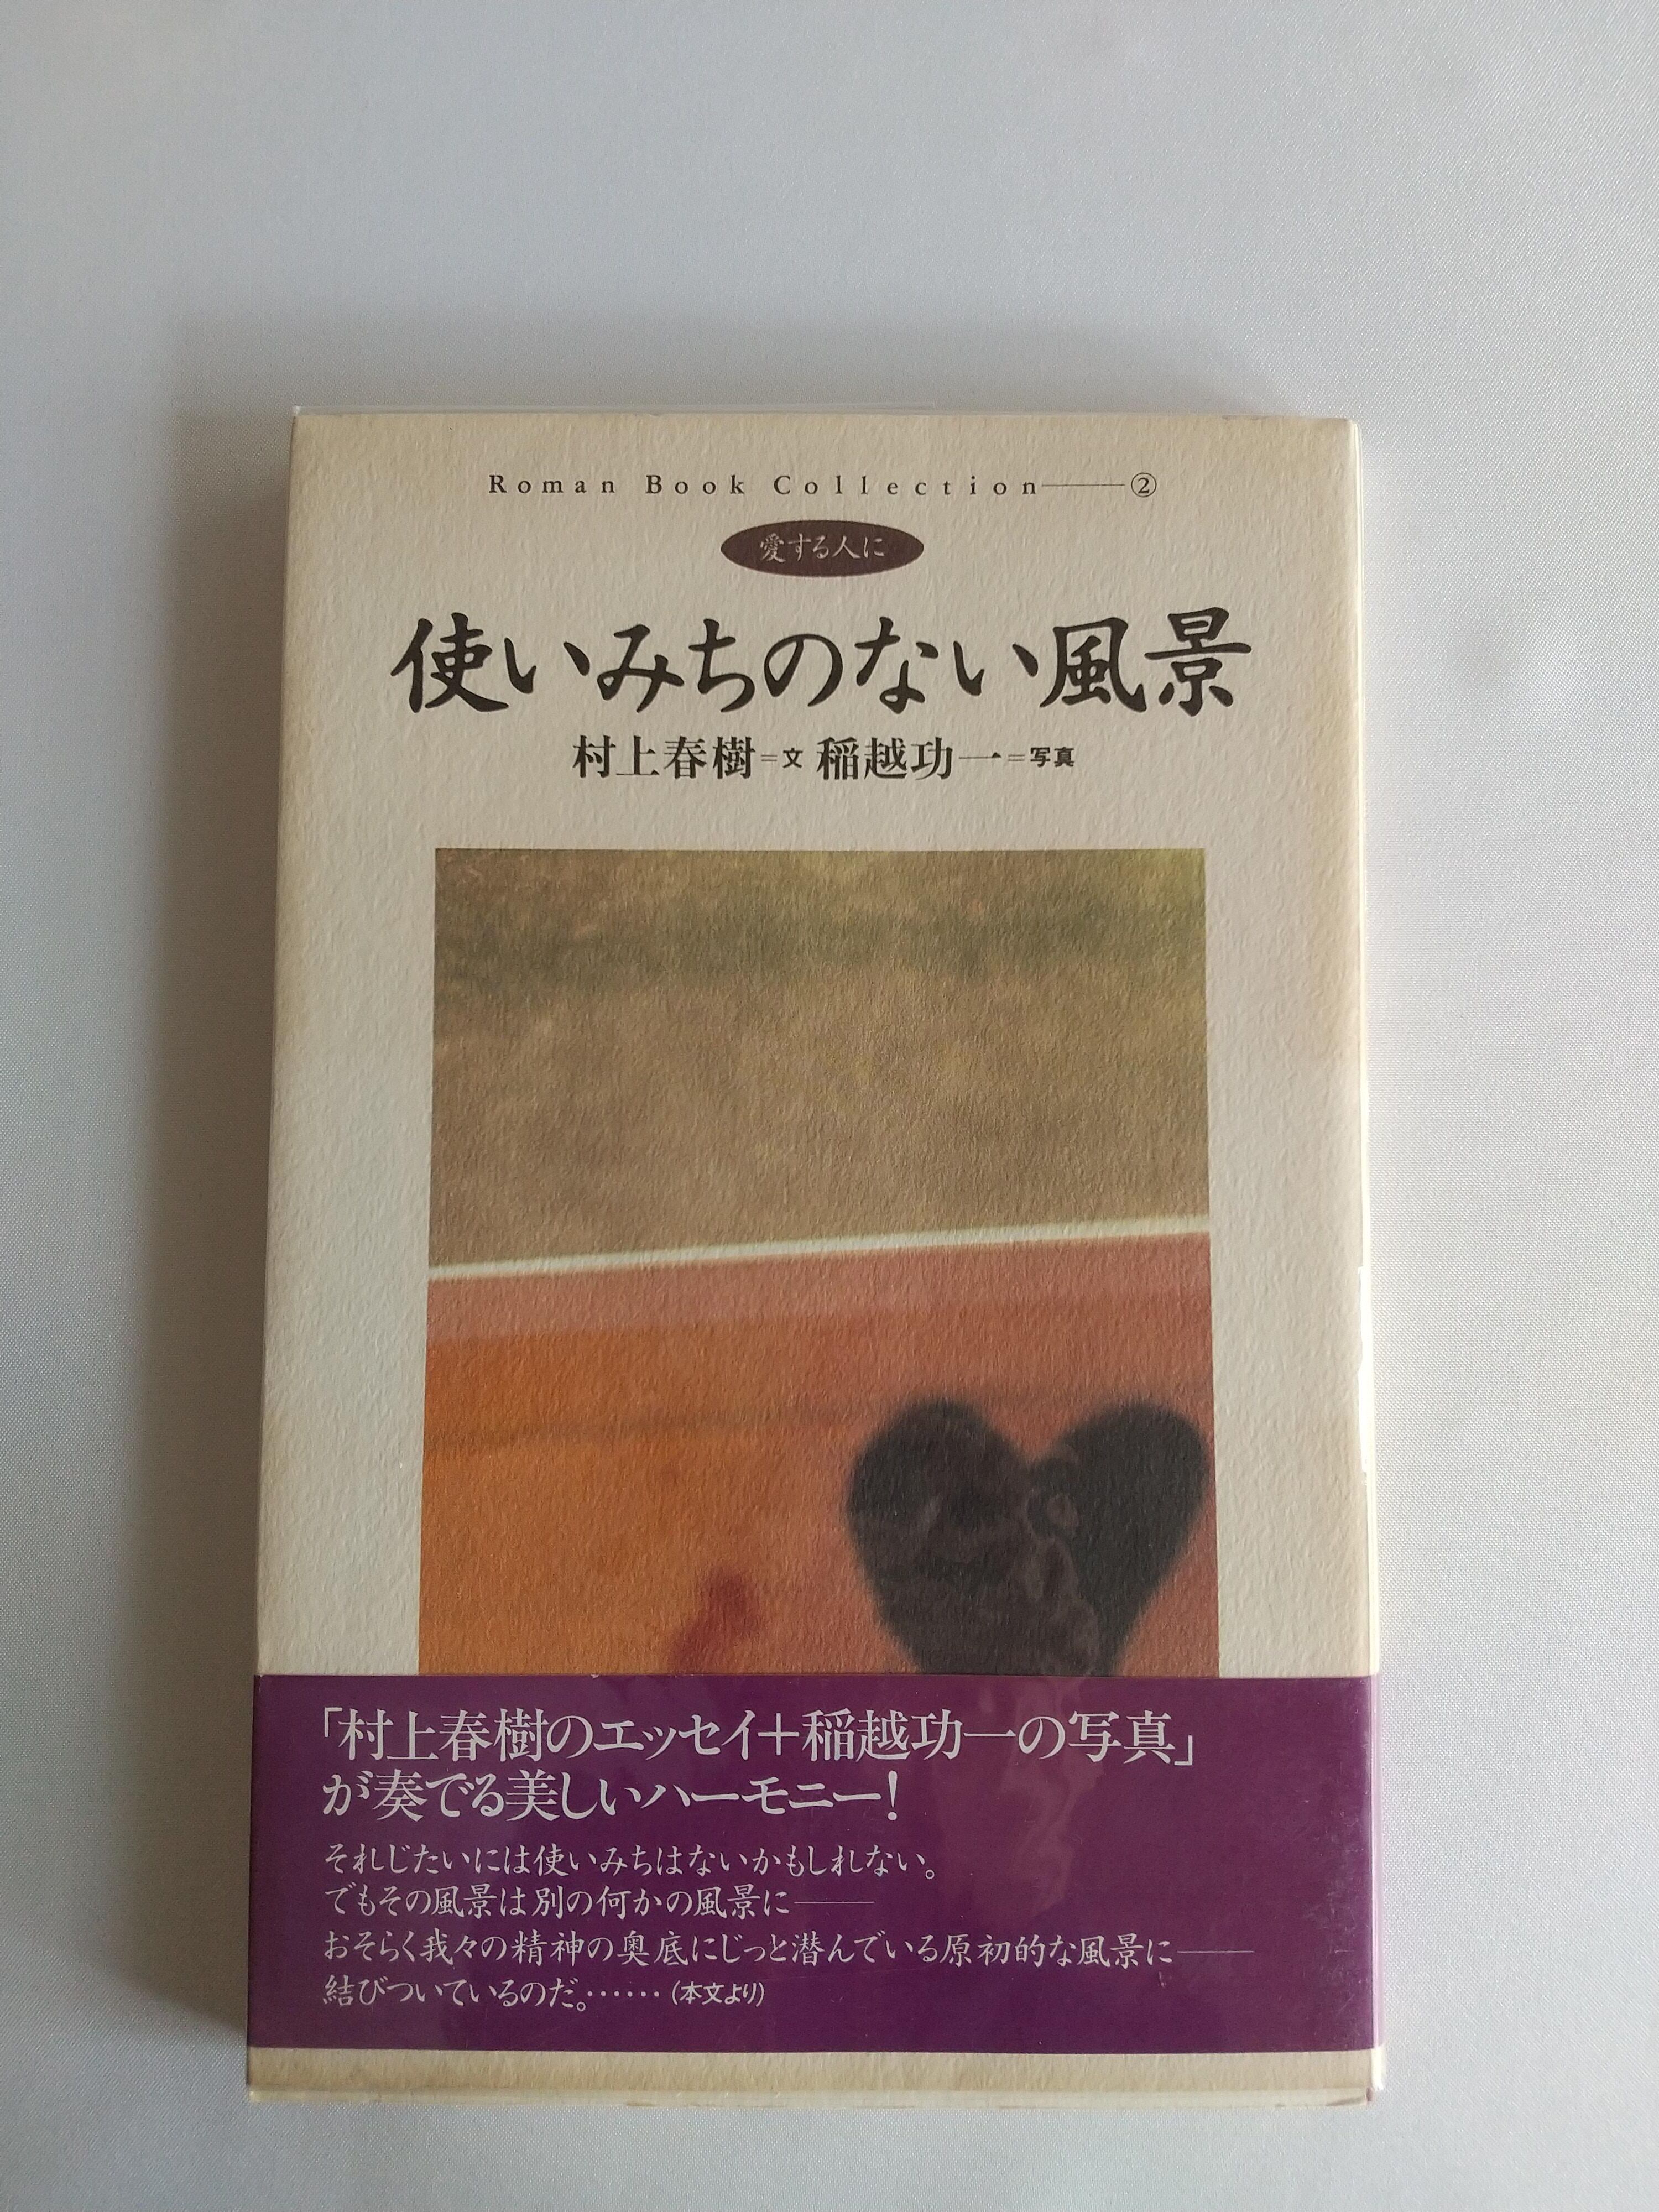 Roman Book Collection——②
愛する人に
使いみちのない風景
村上春樹=文 稲越功一=写真
「村上春樹のエッセイ+稲越功一の写真」
が奏でる美しいハーモニー!
それじたいには使いみちはないかもしれない。
でもその風景は別の何かの風景に——
おそらく我々の精神の奥底にじっと潜んでいる原初的な風景に——
結びついているのだ。……(本文より)